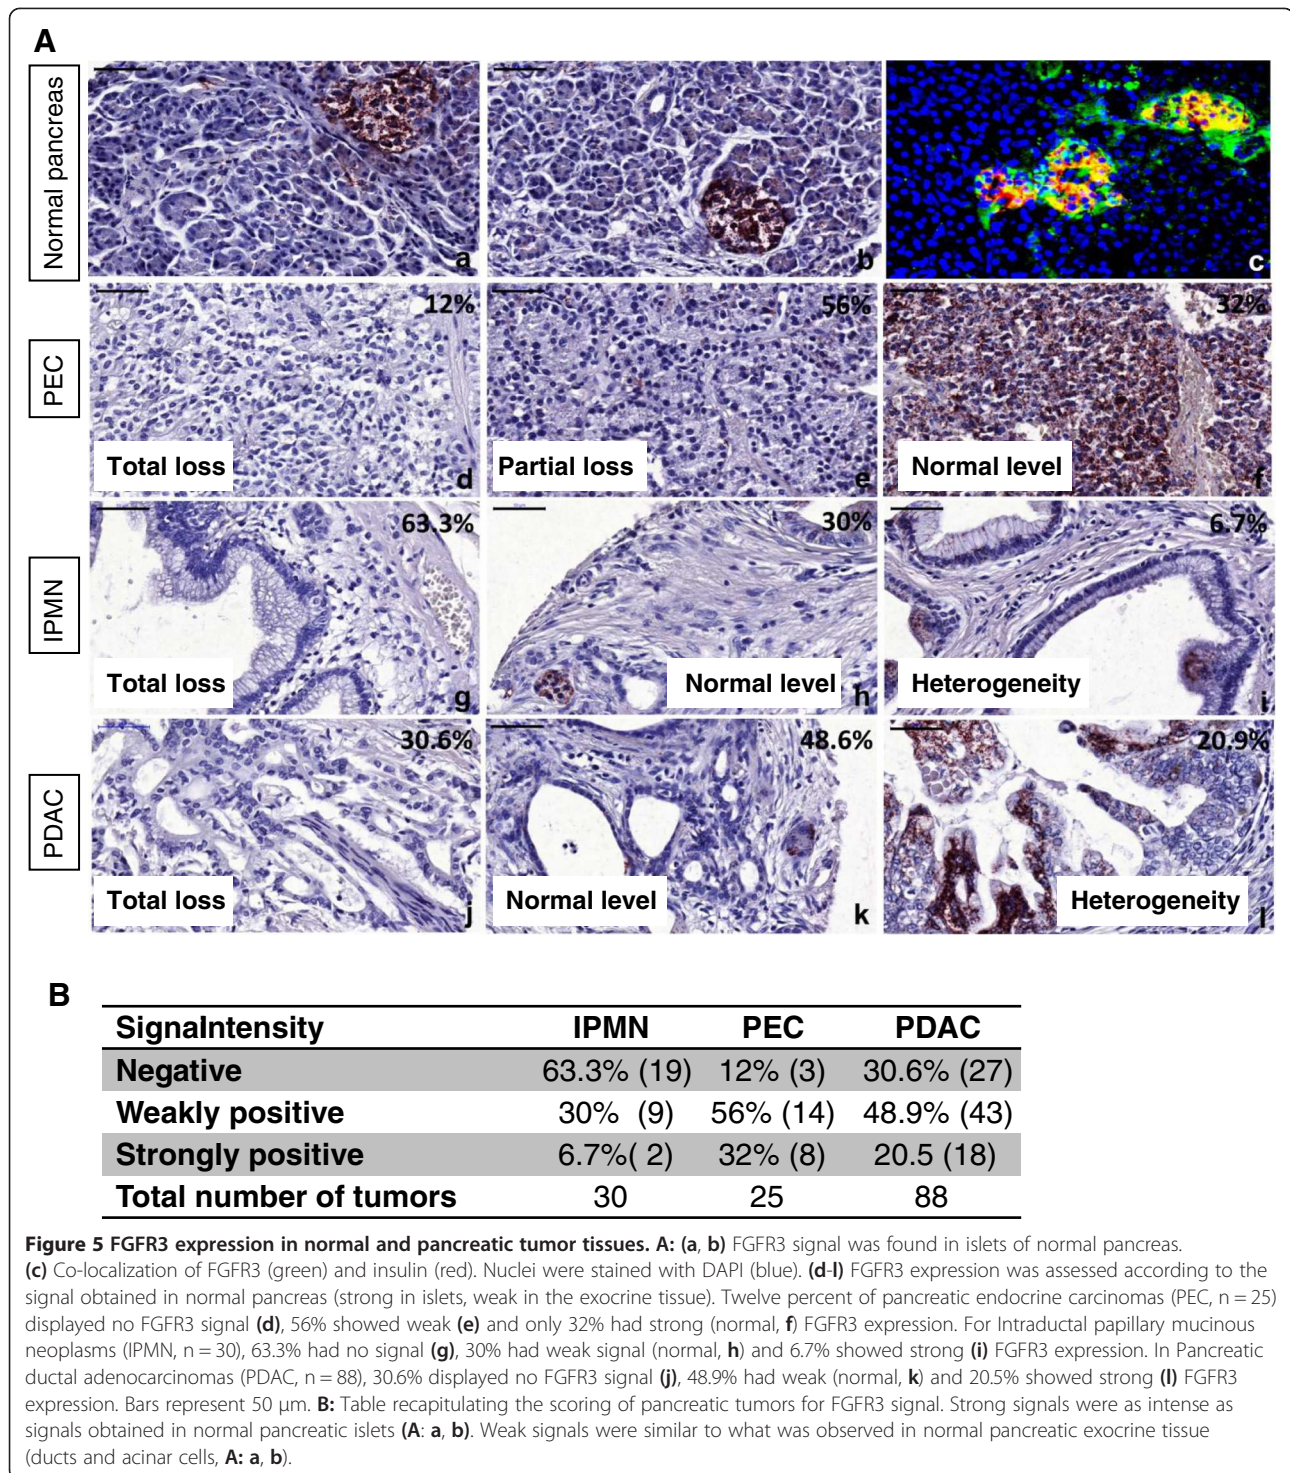 A
Normal pancreas
a
b
c
PEC
12%
Total loss
d
56%
Partial loss
e
32%
Normal level
f
IPMN
63.3%
Total loss
g
30%
Normal level
h
6.7%
Heterogeneity
i
PDAC
30.6%
Total loss
j
48.6%
Normal level
k
20.9%
Heterogeneity
l
B
SignalIntensity IPMN PEC PDAC
Negative 63.3% (19) 12% (3) 30.6% (27)
Weakly positive 30% (9) 56% (14) 48.9% (43)
Strongly positive 6.7%( 2) 32% (8) 20.5 (18)
Total number of tumors 30 25 88
Figure 5 FGFR3 expression in normal and pancreatic tumor tissues. A: (a, b) FGFR3 signal was found in islets of normal pancreas.
(c) Co-localization of FGFR3 (green) and insulin (red). Nuclei were stained with DAPI (blue). (d-l) FGFR3 expression was assessed according to the
signal obtained in normal pancreas (strong in islets, weak in the exocrine tissue). Twelve percent of pancreatic endocrine carcinomas (PEC, n = 25)
displayed no FGFR3 signal (d), 56% showed weak (e) and only 32% had strong (normal, f) FGFR3 expression. For Intraductal papillary mucinous
neoplasms (IPMN, n = 30), 63.3% had no signal (g), 30% had weak signal (normal, h) and 6.7% showed strong (i) FGFR3 expression. In Pancreatic
ductal adenocarcinomas (PDAC, n = 88), 30.6% displayed no FGFR3 signal (j), 48.9% had weak (normal, k) and 20.5% showed strong (l) FGFR3
expression. Bars represent 50 μm. B: Table recapitulating the scoring of pancreatic tumors for FGFR3 signal. Strong signals were as intense as
signals obtained in normal pancreatic islets (A: a, b). Weak signals were similar to what was observed in normal pancreatic exocrine tissue
(ducts and acinar cells, A: a, b).